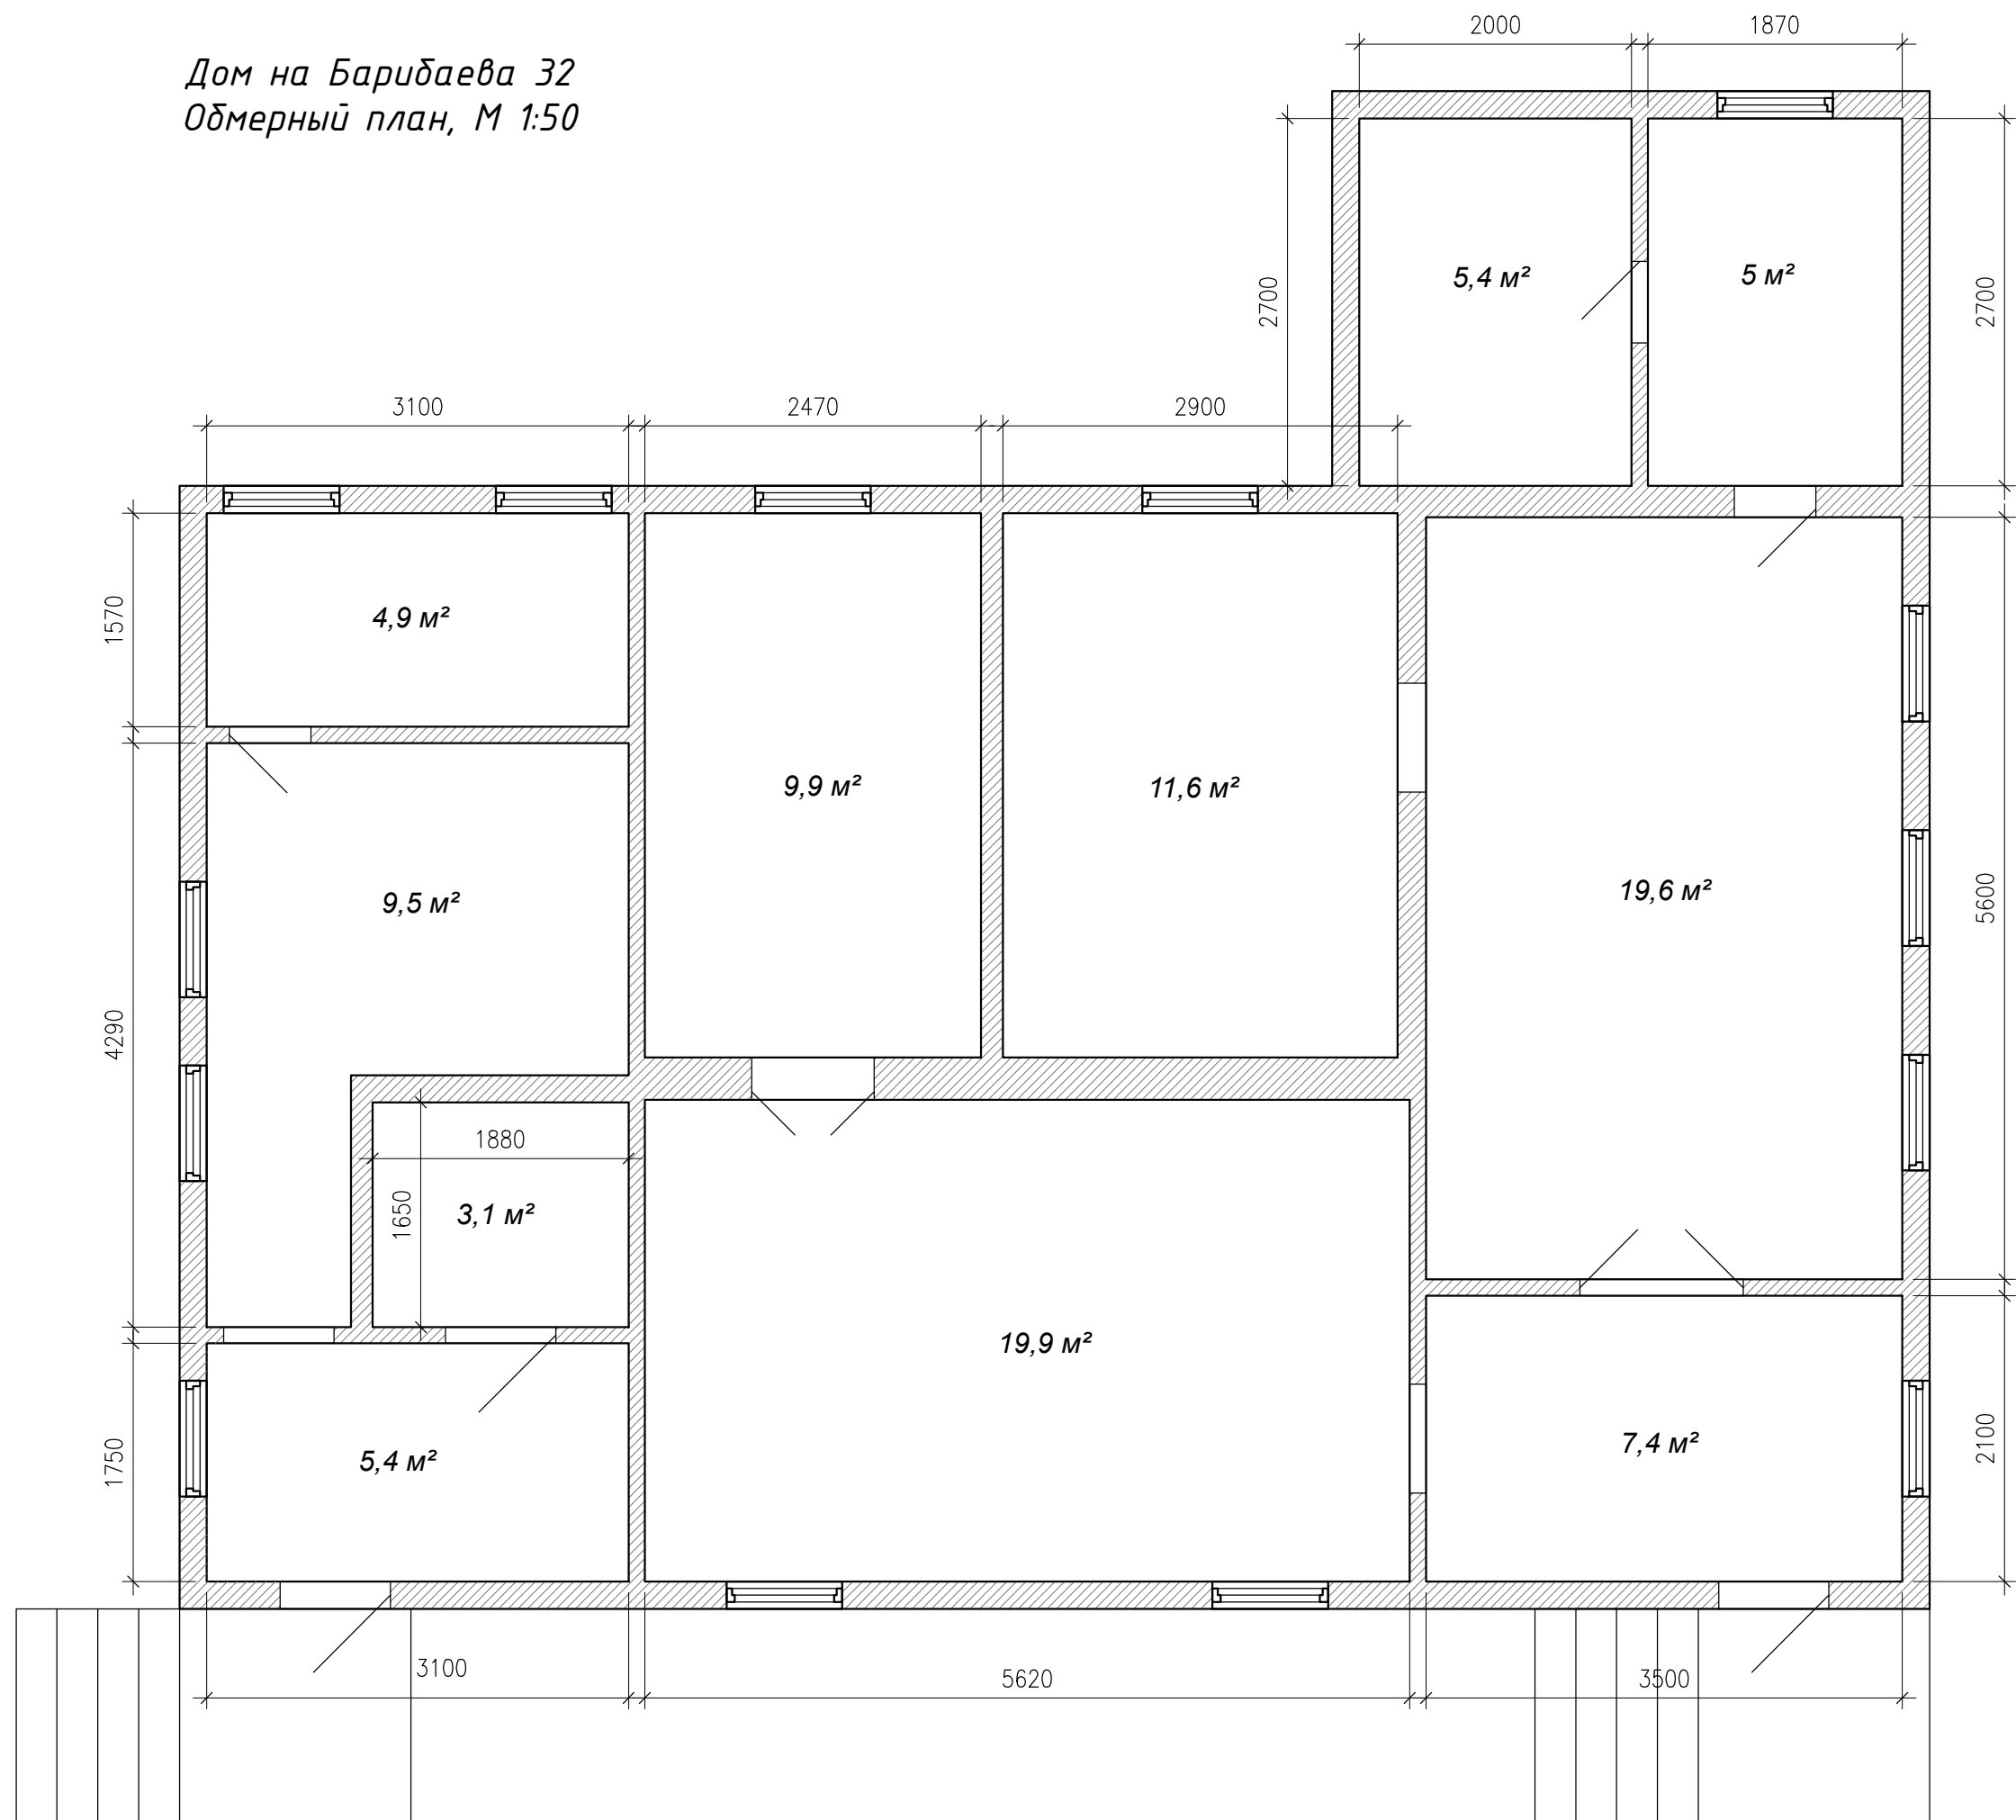 Дом на Барибаева 32
Обмерный план, М 1:50
2000
1870
2700
2700
5,4 м²
5 м²
3100
2470
2900
1570
4,9 м²
9,9 м²
11,6 м²
19,6 м²
5600
9,5 м²
4290
1880
1650
3,1 м²
19,9 м²
7,4 м²
2100
5,4 м²
1750
3100
5620
3500